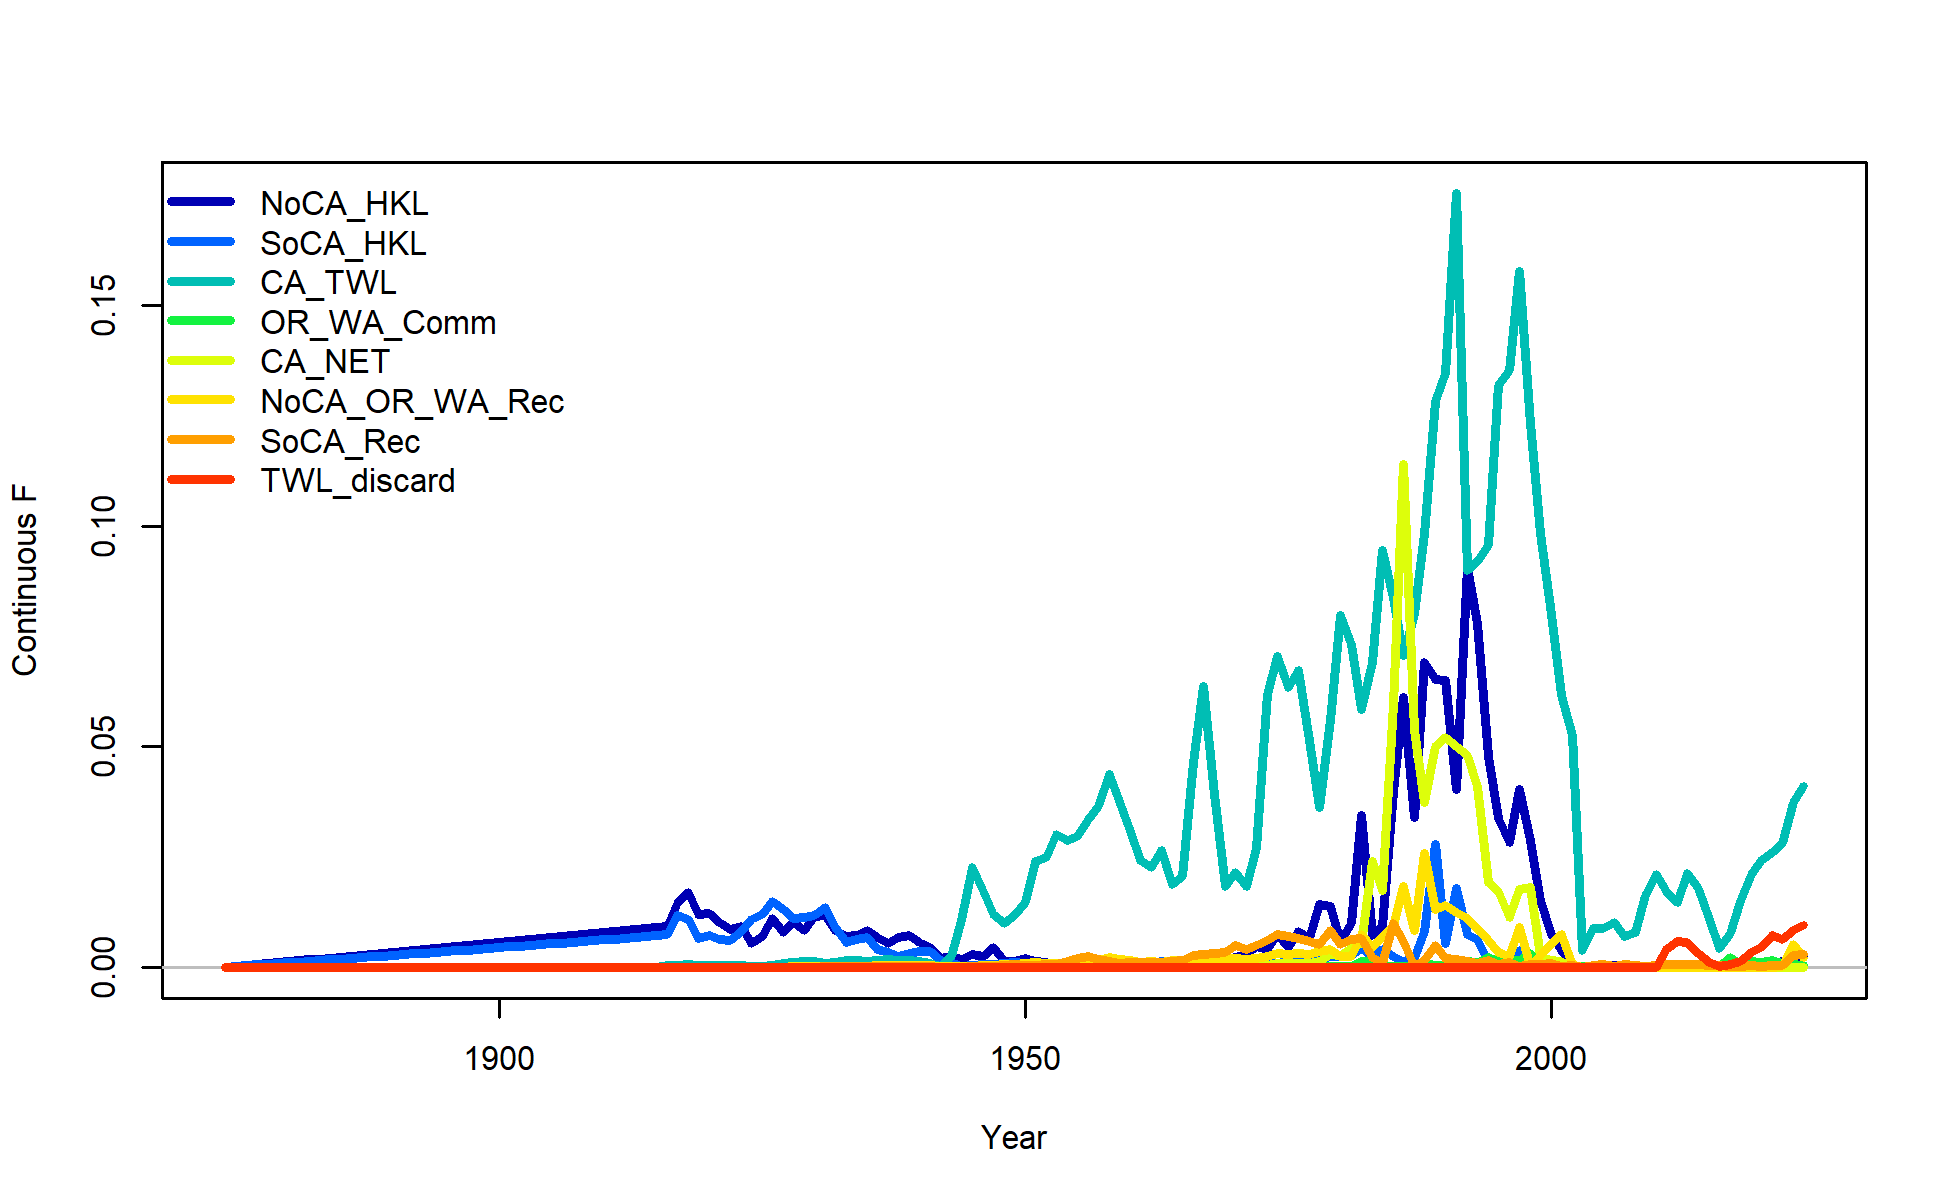 NoCA_HKL
SoCA_HKL
CA_TWL
OR_WA_Comm
CA_NET
NoCA_OR_WA_Rec
SoCA_Rec
TWL_discard
Continuous F
0.15
0.10
0.05
0.00
1900 1950 2000
Year